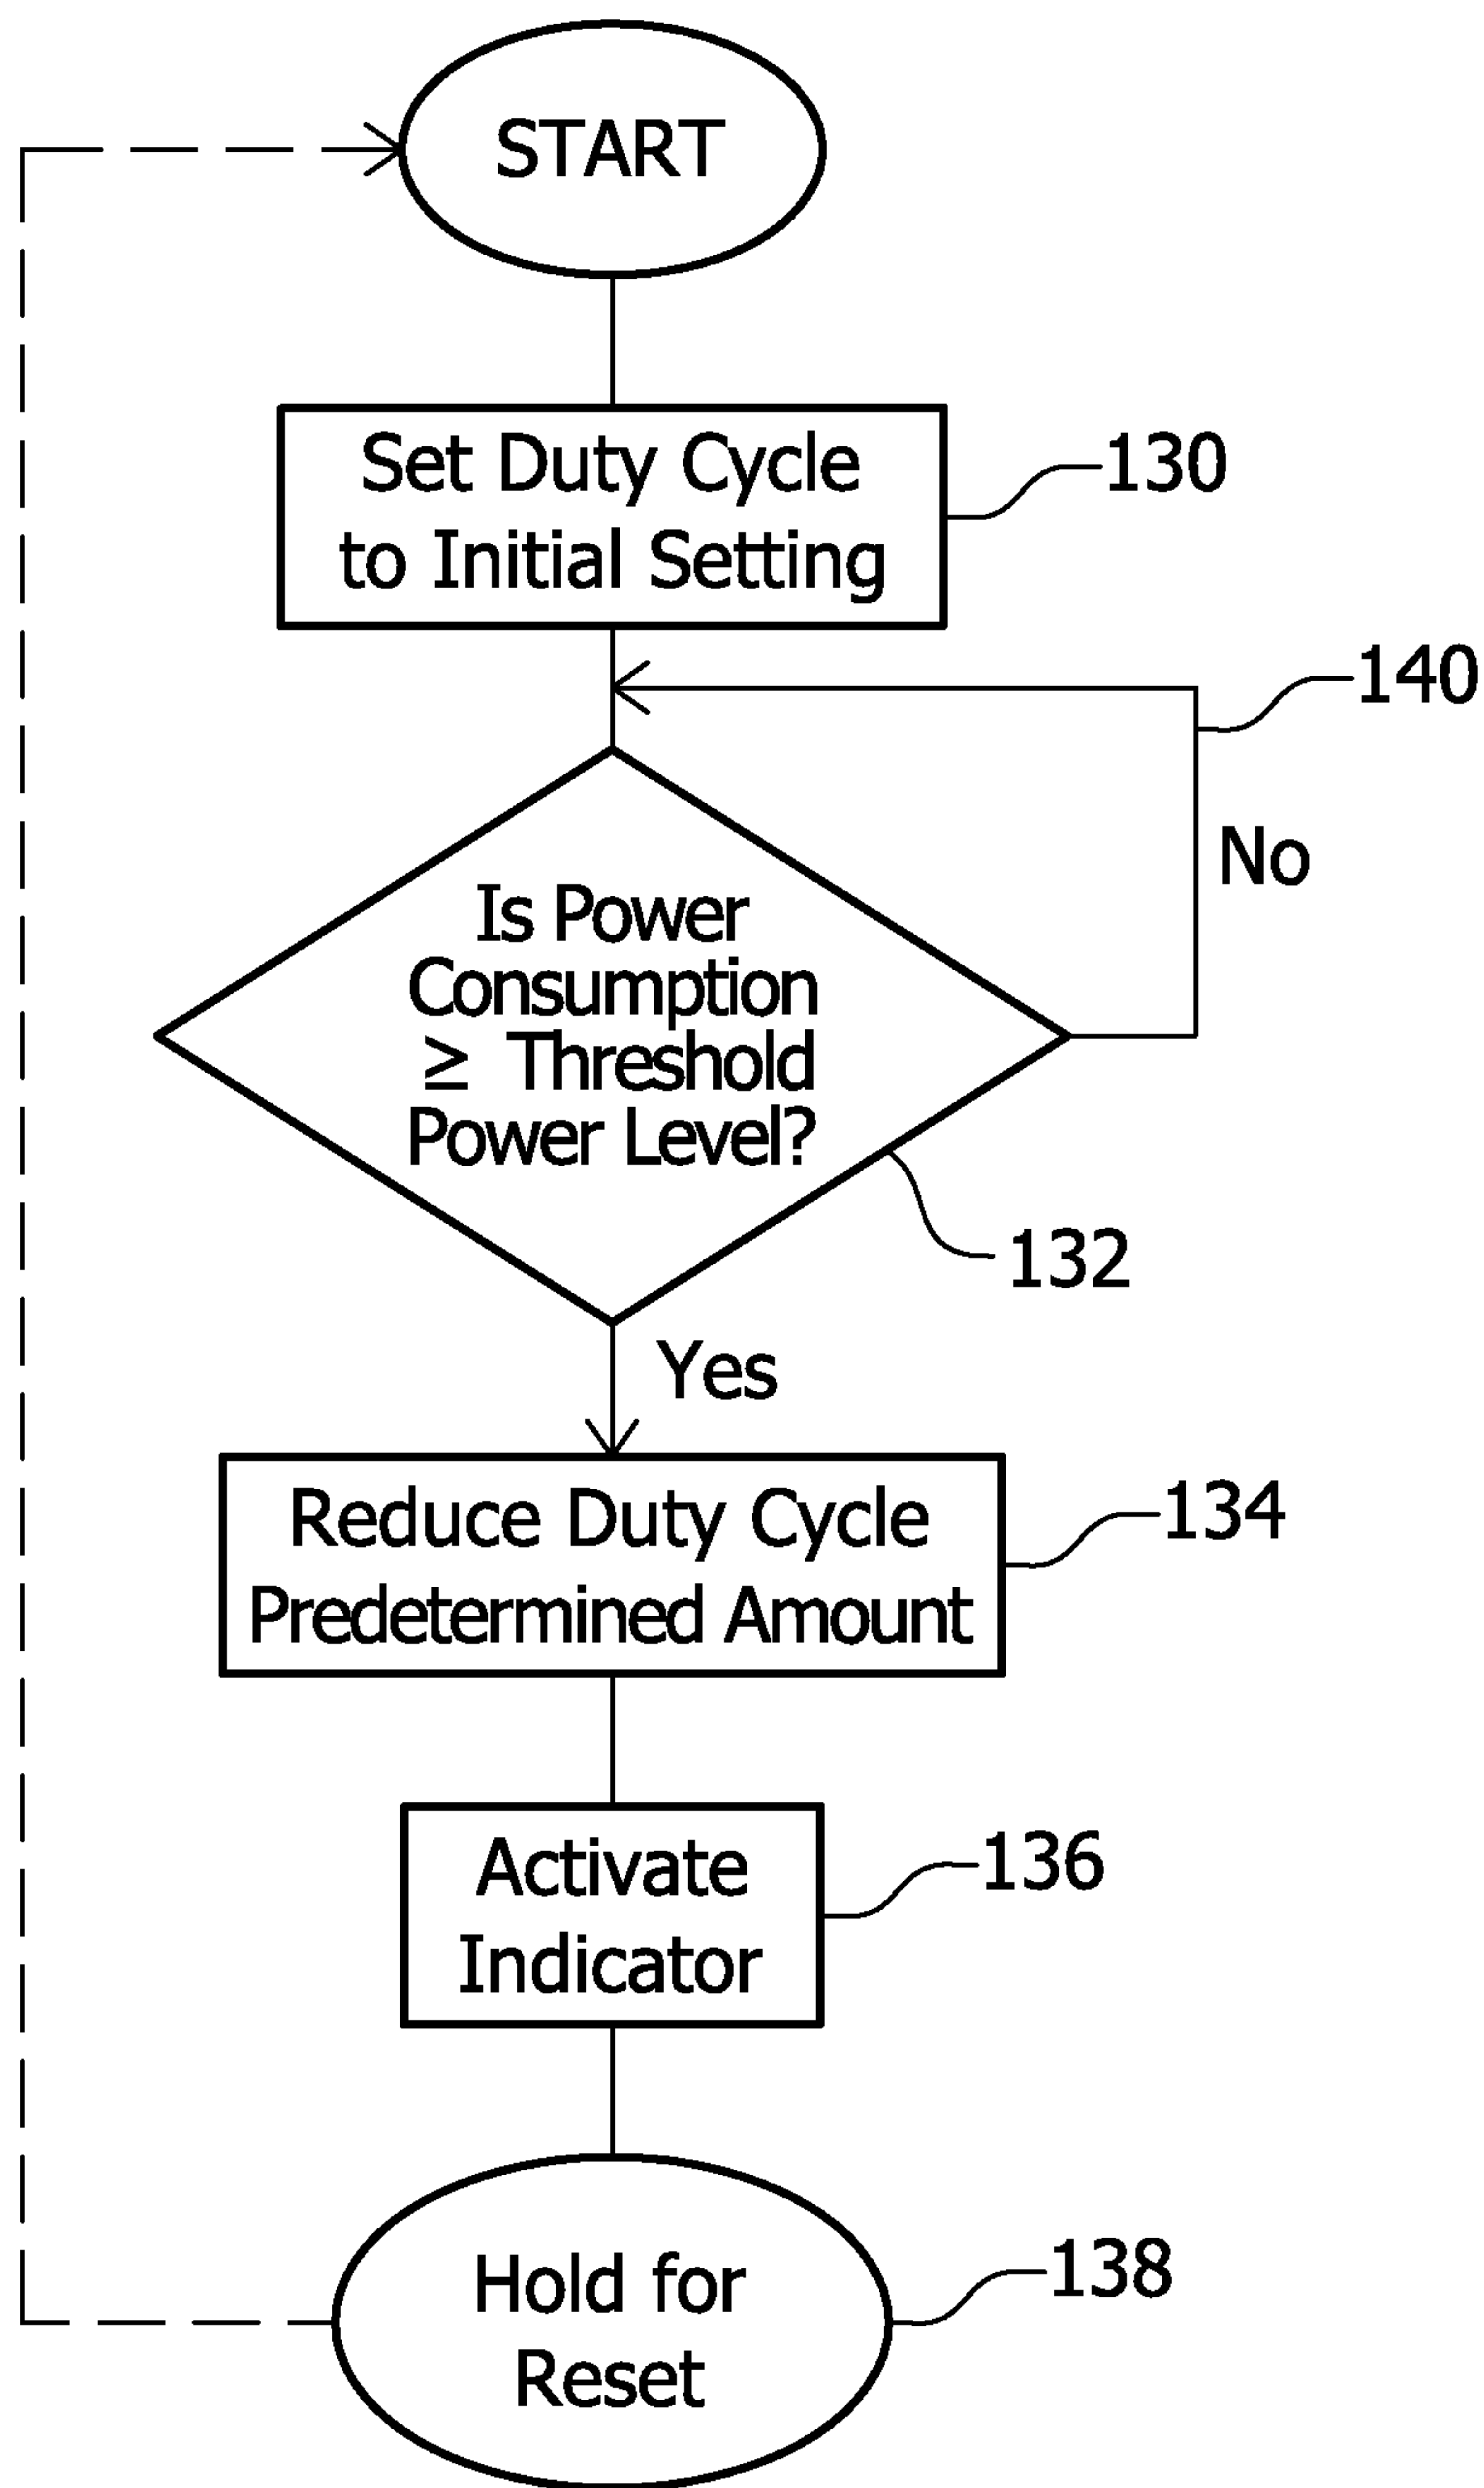 START
Set Duty Cycle
to Initial Setting
130
140
No
Is Power
Consumption
≥ Threshold
Power Level?
132
Yes
Reduce Duty Cycle
Predetermined Amount
134
Activate
Indicator
136
Hold for
Reset
138